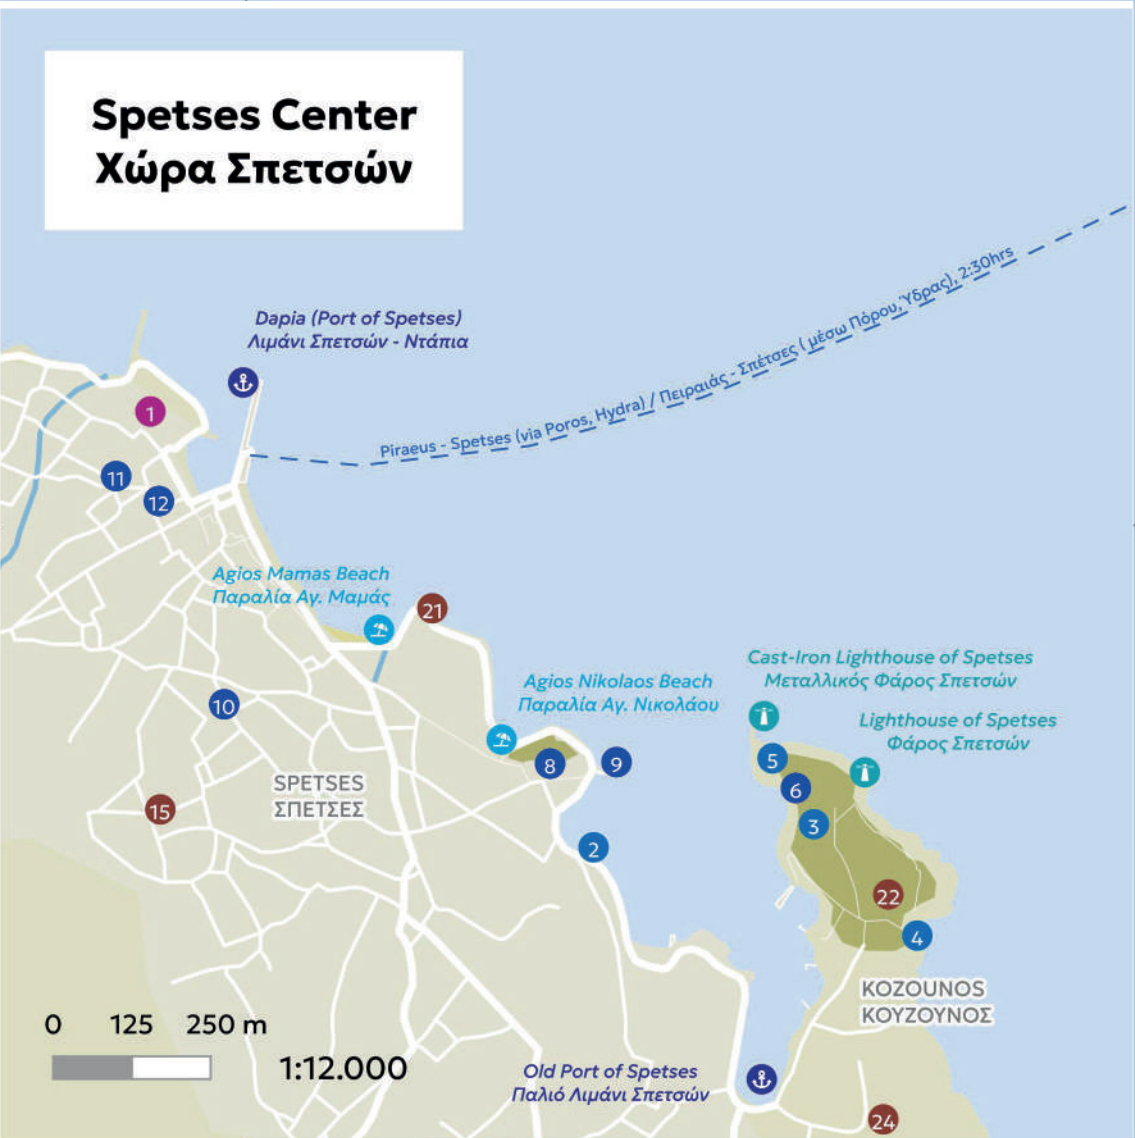 Spetses Center
Χώρα Σπετσών
Dapia (Port of Spetses)
Λιμάνι Σπετσών - Ντάπια
Piraeus - Spetses (via Poros, Hydra) / Πειραιάς - Σπέτσες ( μέσω Πόρου, Ύδρας), 2:30hrs
1
11
12
Agios Mamas Beach
Παραλία Αγ. Μαμάς
21
Cast-Iron Lighthouse of Spetses
Μεταλλικός Φάρος Σπετσών
Agios Nikolaos Beach
Παραλία Αγ. Νικολάου
Lighthouse of Spetses
Φάρος Σπετσών
10
8
9
5
6
SPETSES
ΣΠΕΤΣΕΣ
15
3
2
22
4
KOZOUNOS
ΚΟΥΖΟΥΝΟΣ
0 125 250 m
1:12.000
Old Port of Spetses
Παλιό Λιμάνι Σπετσών
24